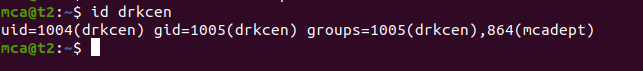 mca@t2:~$ id drkcen
uid=1004(drkcen) gid=1005(drkcen) groups=1005(drkcen),864(mcadept)
mca@t2:~$